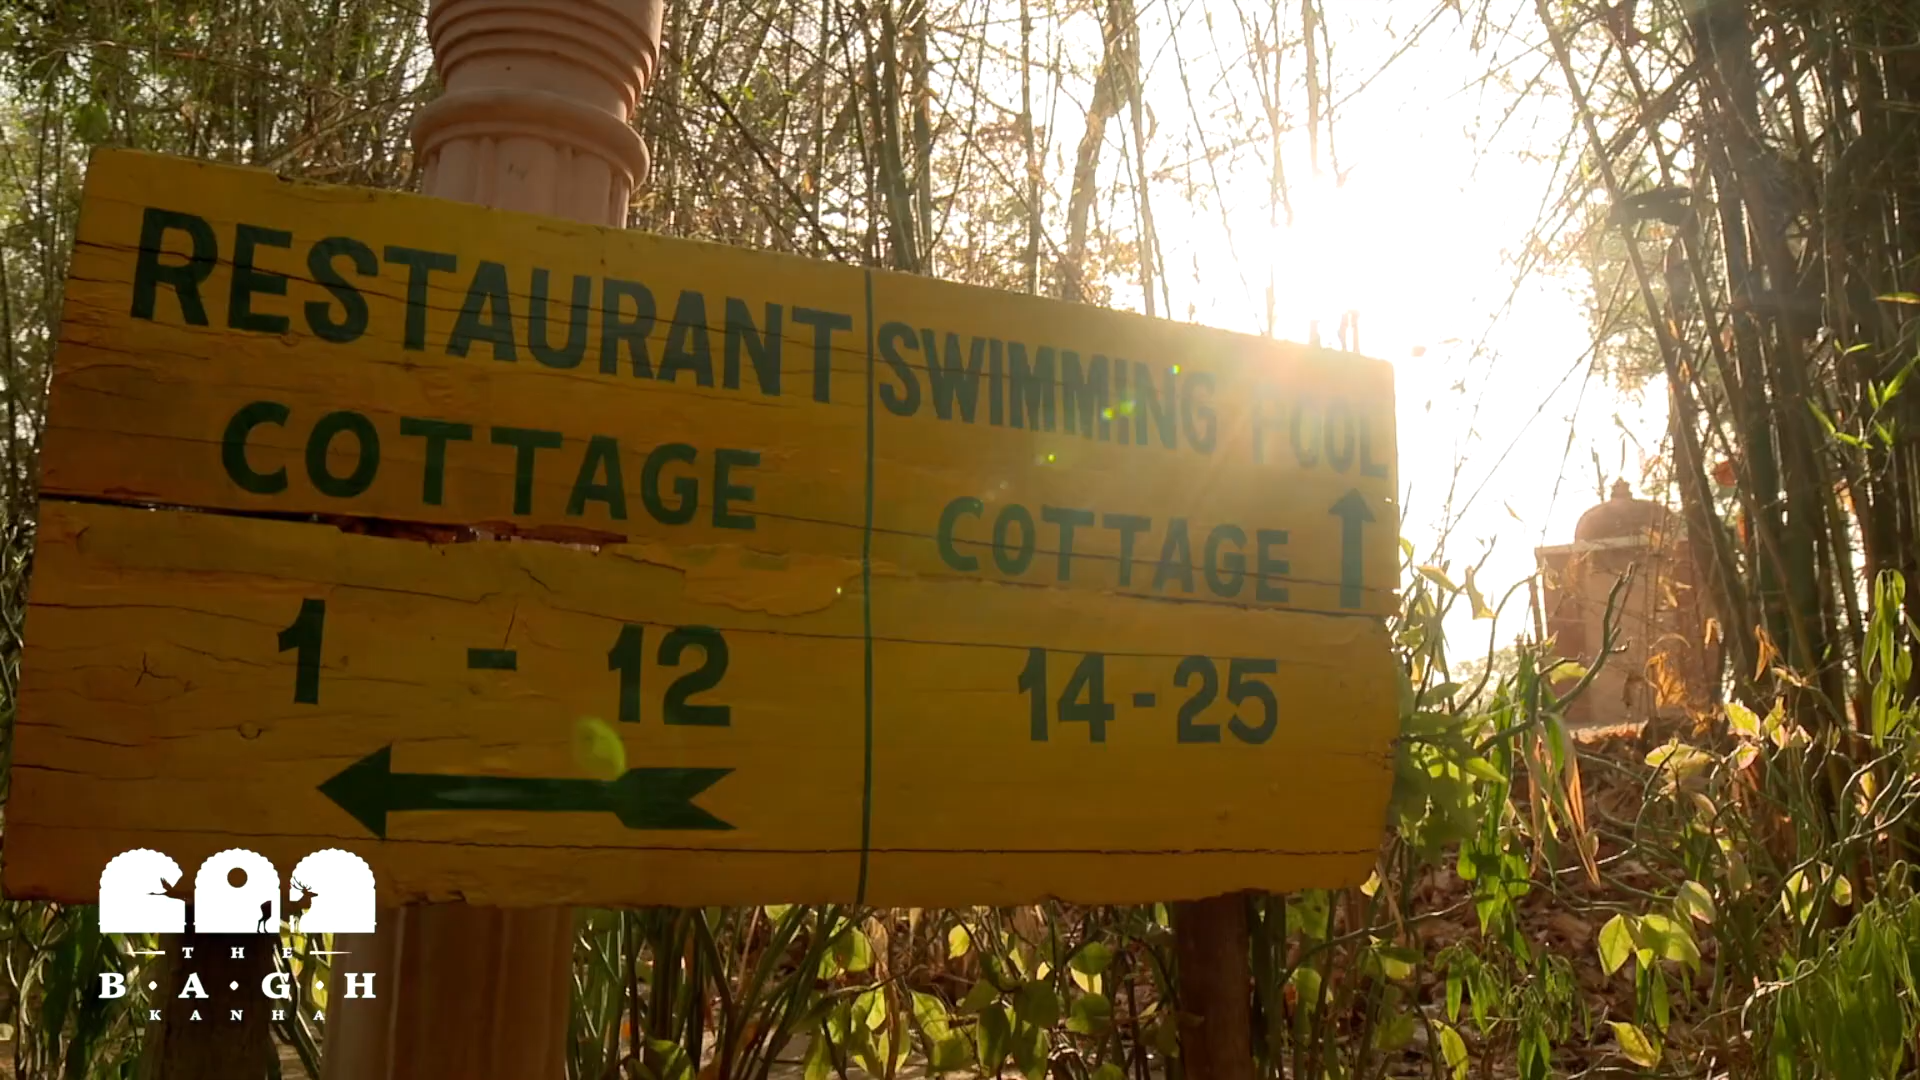 RESTAURANT
COTTAGE
1 - 12
SWIMMING POOL
COTTAGE
14-25
THE
B·A·G·H
KANHA